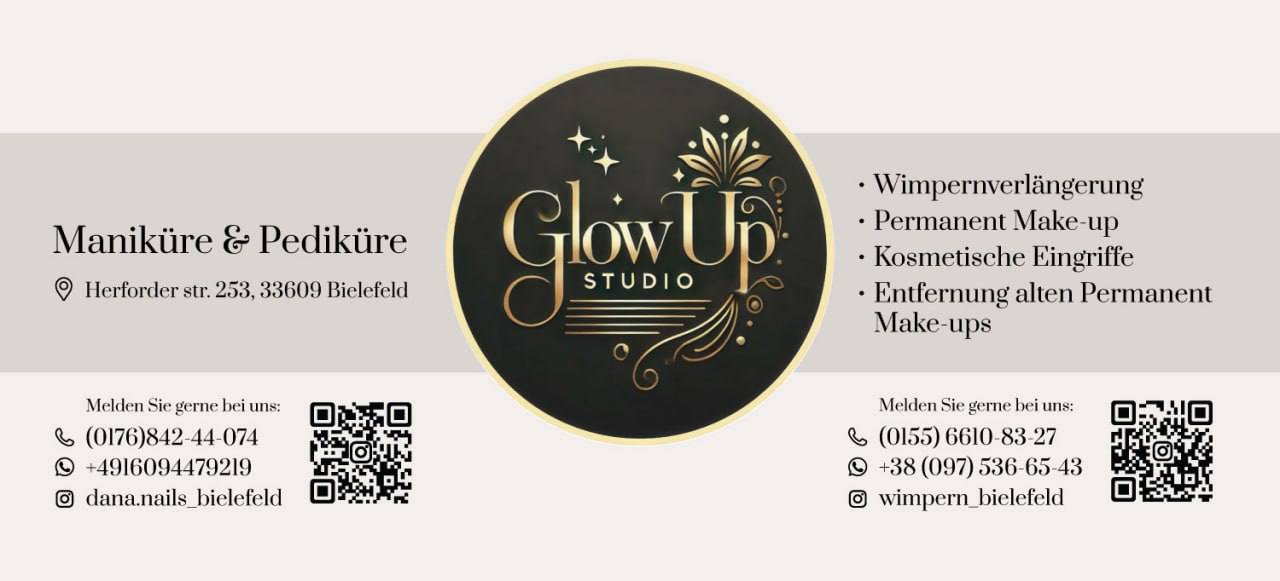 Maniküre & Pediküre
Herforder str. 253, 33609 Bielefeld
Melden Sie gerne bei uns:
(0176)842-44-074
+4916094479219
dana.nails_bielefeld
Glow Up
STUDIO
• Wimpernverlängerung
• Permanent Make-up
• Kosmetische Eingriffe
• Entfernung alten Permanent
Make-ups
Melden Sie gerne bei uns:
(0155) 6610-83-27
+38 (097) 536-65-43
wimpern_bielefeld